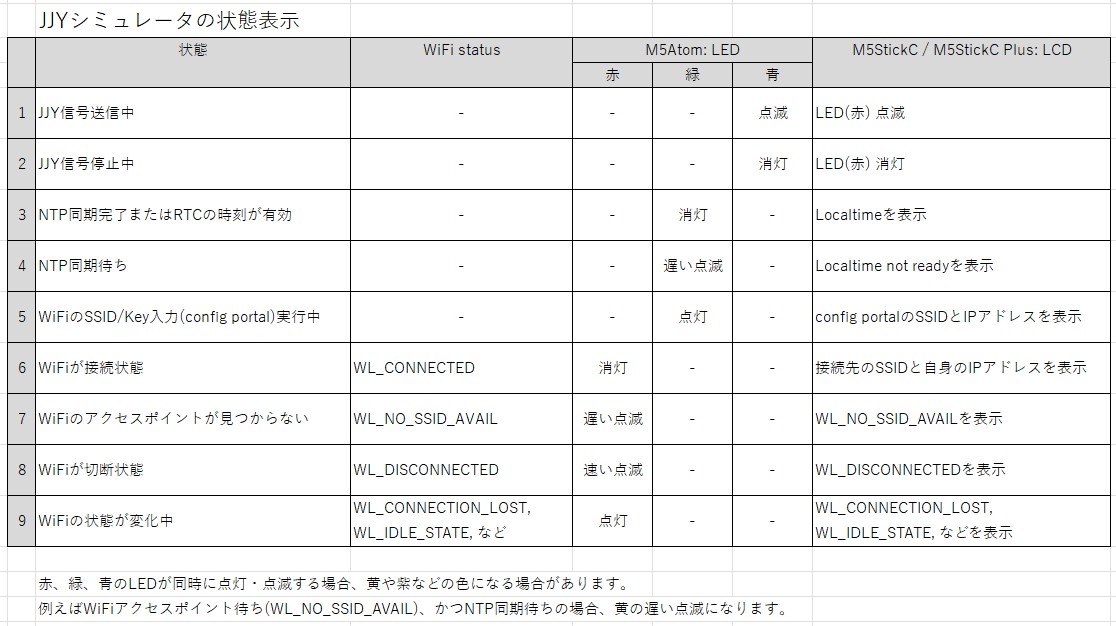 JJYシミュレータの状態表示
状態 WiFi status M5Atom: LED M5StickC / M5StickC Plus: LCD
赤 緑 青
1 JJY信号送信中 - - - 点滅 LED(赤) 点滅
2 JJY信号停止中 - - - 消灯 LED(赤) 消灯
3 NTP同期完了またはRTCの時刻が有効 - - 消灯 - Localtimeを表示
4 NTP同期待ち - - 遅い点滅 - Localtime not readyを表示
5 WiFiのSSID/Key入力(config portal)実行中 - - 点灯 - config portalのSSIDとIPアドレスを表示
6 WiFiが接続状態 WL_CONNECTED 消灯 - - 接続先のSSIDと自身のIPアドレスを表示
7 WiFiのアクセスポイントが見つからない WL_NO_SSID_AVAIL 遅い点滅 - - WL_NO_SSID_AVAILを表示
8 WiFiが切断状態 WL_DISCONNECTED 速い点滅 - - WL_DISCONNECTEDを表示
9 WiFiの状態が変化中 WL_CONNECTION_LOST, 点灯 - - WL_CONNECTION_LOST,
WL_IDLE_STATE, など WL_IDLE_STATE, などを表示
赤、緑、青のLEDが同時に点灯・点滅する場合、黄や紫などの色になる場合があります。
例えばWiFiアクセスポイント待ち(WL_NO_SSID_AVAIL)、かつNTP同期待ちの場合、黄の遅い点滅になります。